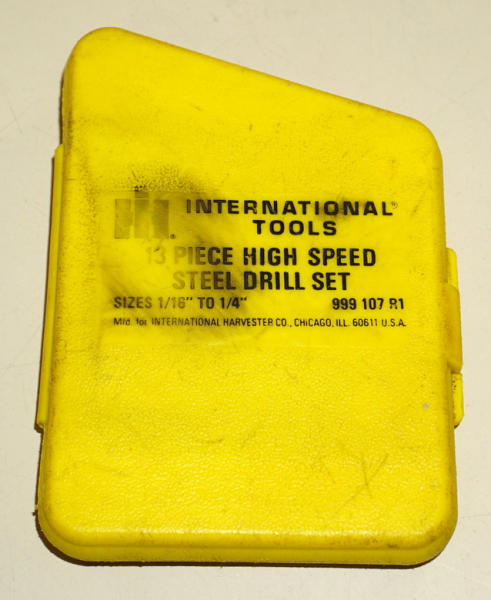 IH® INTERNATIONAL®
TOOLS
13 PIECE HIGH SPEED
STEEL DRILL SET
SIZES 1/16" TO 1/4" 999 107 R1
Mfd. for INTERNATIONAL HARVESTER CO., CHICAGO, ILL. 60611 U.S.A.